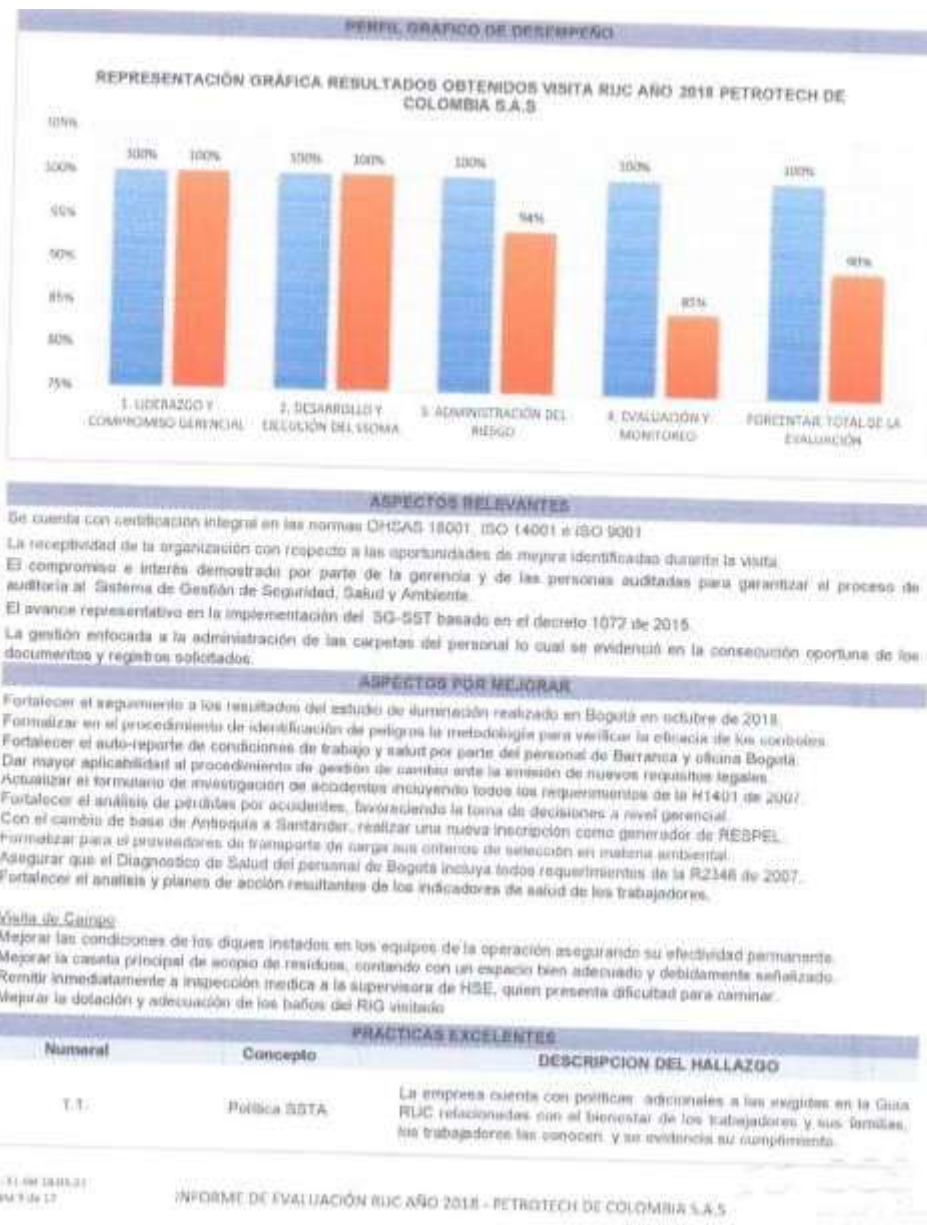 PERFIL GRAFICO DE DESEMPEÑO
REPRESENTACIÓN GRÁFICA RESULTADOS OBTENIDOS VISITA RUC AÑO 2018 PETROTECH DE
COLOMBIA S.A.S
105%
100%
95%
90%
85%
80%
75%
100% 100%
100% 100%
100% 94%
100%
100%
1. LIDERAZGO Y
COMPROMISO GERENCIAL
2. DESARROLLO Y
EJECUCIÓN DEL SSOMA
3. ADMINISTRACIÓN DEL
RIESGO
4. EVALUACIÓN Y
MONITOREO
PORCENTAJE TOTAL DE LA
EVALUACIÓN
ASPECTOS RELEVANTES
Se cuenta con certificación integral en las normas OHSAS 18001, ISO 14001 e ISO 9001
La receptividad de la organización con respecto a las oportunidades de mejora identificadas durante la visita.
El compromiso e interés demostrado por parte de la gerencia y de las personas auditadas para garantizar el proceso de
auditoría al Sistema de Gestión de Seguridad, Salud y Ambiente.
El avance representativo en la implementación del SG-SST basado en el decreto 1072 de 2015.
La gestión enfocada a la administración de las carpetas del personal lo cual se evidenció en la consecución oportuna de los
documentos y registros solicitados.
ASPECTOS POR MEJORAR
Fortalecer el seguimiento a los resultados del estudio de iluminación realizado en Bogotá en octubre de 2018.
Formalizar en el procedimiento de identificación de peligros la metodología para verificar la eficacia de los controles.
Fortalecer el auto-reporte de condiciones de trabajo y salud por parte del personal de Barranca y oficina Bogotá.
Dar mayor aplicabilidad al procedimiento de gestión de cambio ante la emisión de nuevos requisitos legales.
Actualizar el formulario de investigación de accidentes incluyendo todos los requerimientos de la R1401 de 2007.
Fortalecer el análisis de pérdidas por accidentes, favoreciendo la toma de decisiones a nivel gerencial.
Con el cambio de base de Antioquia a Santander, realizar una nueva inscripción como generador de RESPEL.
Formalizar para el proveedores de transporte de carga sus criterios de selección en materia ambiental.
Asegurar que el Diagnostico de Salud del personal de Bogotá incluya todos requerimientos de la R2346 de 2007.
Fortalecer el analisis y planes de acción resultantes de los indicadores de salud de los trabajadores.
Visita de Campo
Mejorar las condiciones de los diques instados en los equipos de la operación asegurando su efectividad permanente.
Mejorar la caseta principal de acopio de residuos, contando con un espacio bien adecuado y debidamente señalizado.
Remitir inmediatamente a inspección medica a la supervisora de HSE, quien presenta dificultad para caminar.
Mejorar la dotación y adecuación de los baños del RIG visitado
PRACTICAS EXCELENTES
Numeral Concepto DESCRIPCION DEL HALLAZGO
1.1. Política SSTA
La empresa cuenta con políticas adicionales a las exigidas en la Guía
RUC relacionadas con el bienestar de los trabajadores y sus familias,
los trabajadores las conocen y se evidencia su cumplimiento.
INFORME DE EVALUACIÓN RUC AÑO 2018 - PETROTECH DE COLOMBIA S.A.S